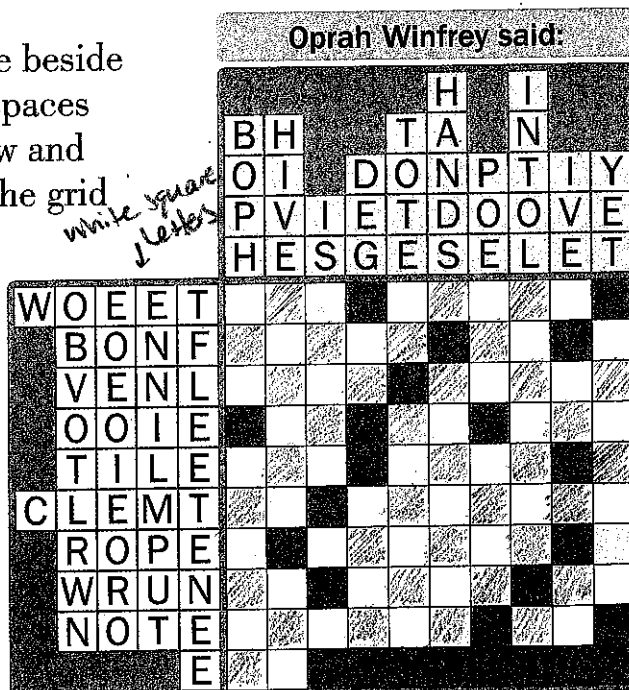 Oprah Winfrey said:
e beside
paces
w and
he grid
white square
letters
H I
B H T A N
O I D O N P T I Y
P V I E T D O O V E
H E S G E S E L E T
W O E E T
B O N F
V E N L
O O I E
T I L E
C L E M T
R O P E
W R U N
N O T E
E